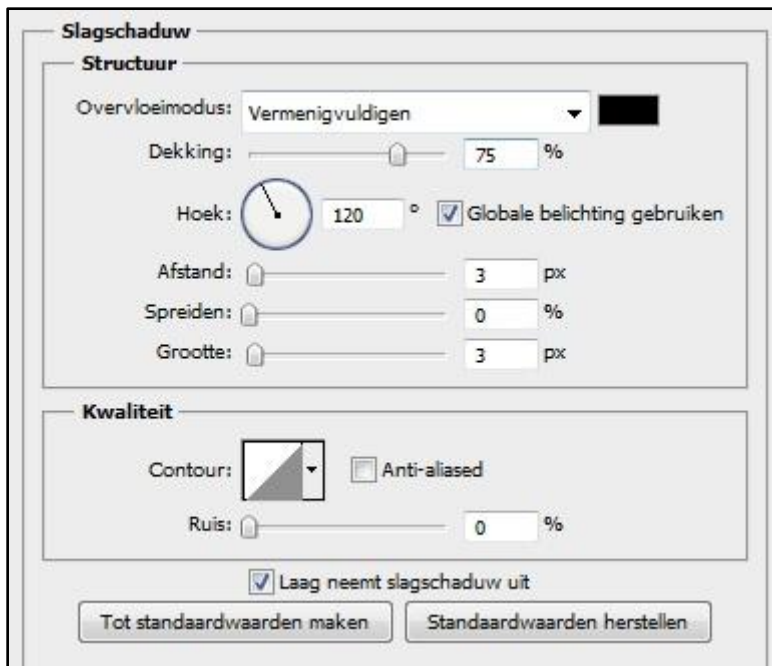 Slagschaduw
Structuur
Overvloeimodus: Vermenigvuldigen
Dekking: 75 %
Hoek: 120 ° Globale belichting gebruiken
Afstand: 3 px
Spreiden: 0 %
Grootte: 3 px
Kwaliteit
Contour: Anti-aliased
Ruis: 0 %
Laag neemt slagschaduw uit
Tot standaardwaarden maken Standaardwaarden herstellen